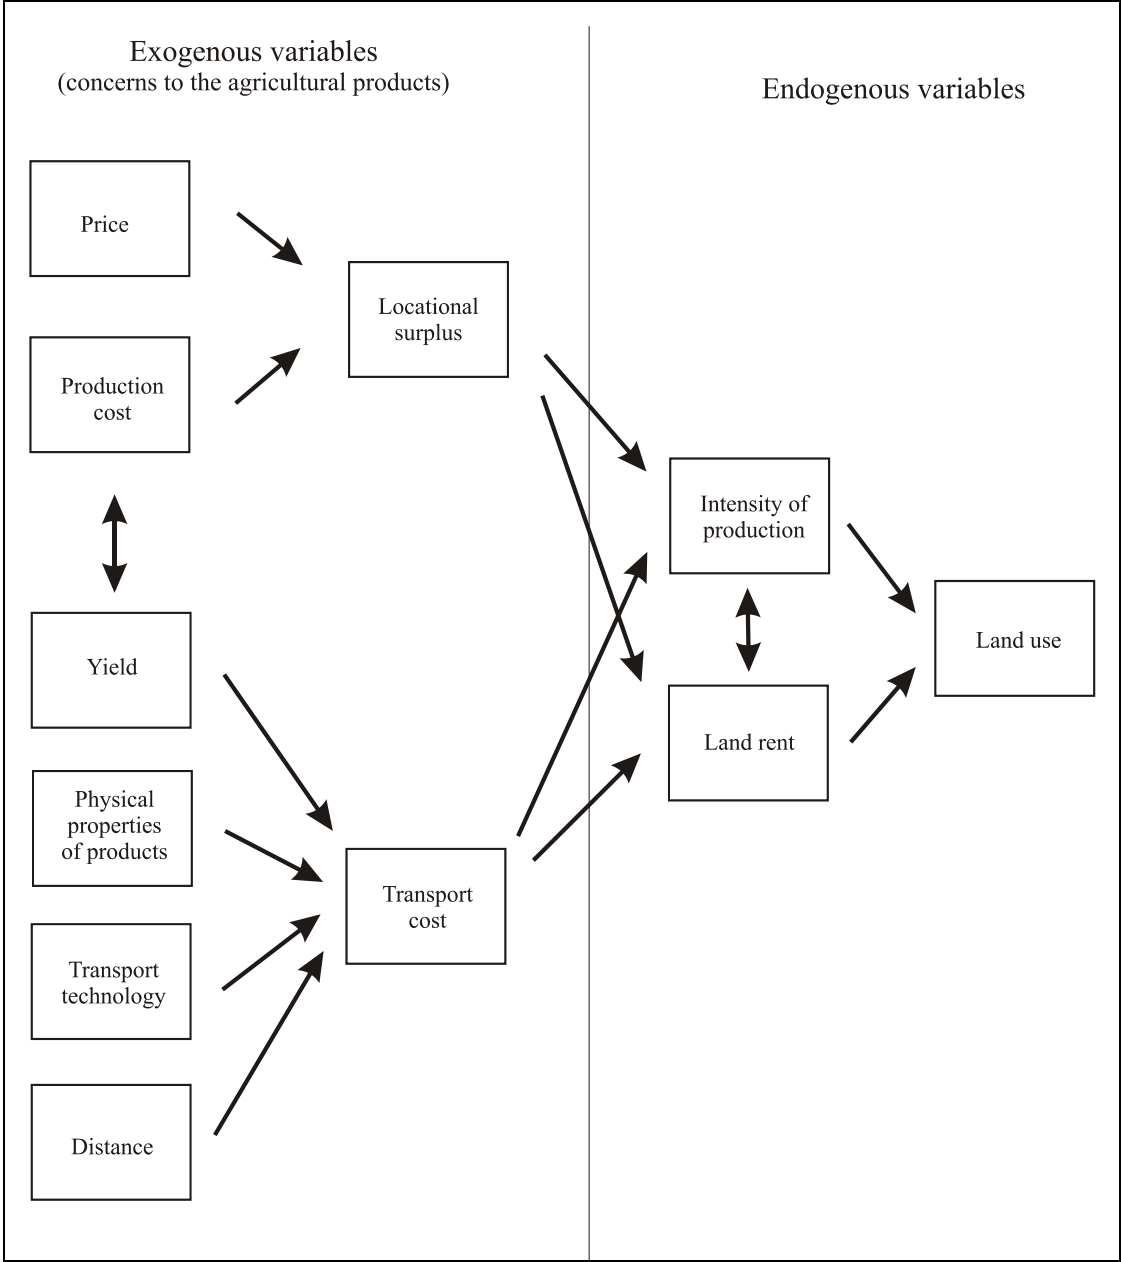 Exogenous variables
(concerns to the agricultural products)
Endogenous variables
Price
Production
cost
Locational
surplus
Yield
Physical
properties
of products
Transport
technology
Distance
Transport
cost
Intensity of
production
Land rent
Land use